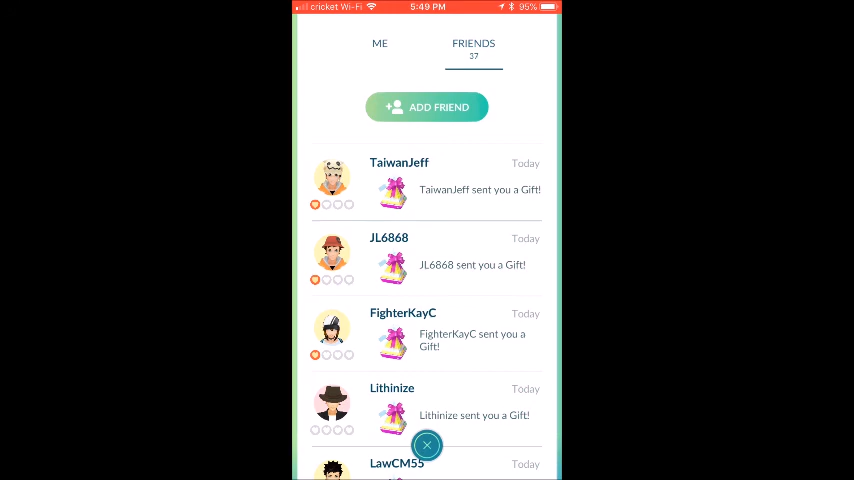 cricket Wi-Fi 5:49 PM 95%
ME FRIENDS
37
ADD FRIEND
TaiwanJeff Today
TaiwanJeff sent you a Gift!
JL6868 Today
JL6868 sent you a Gift!
FighterKayC Today
FighterKayC sent you a
Gift!
Lithinize Today
Lithinize sent you a Gift!
LawCM55 Today